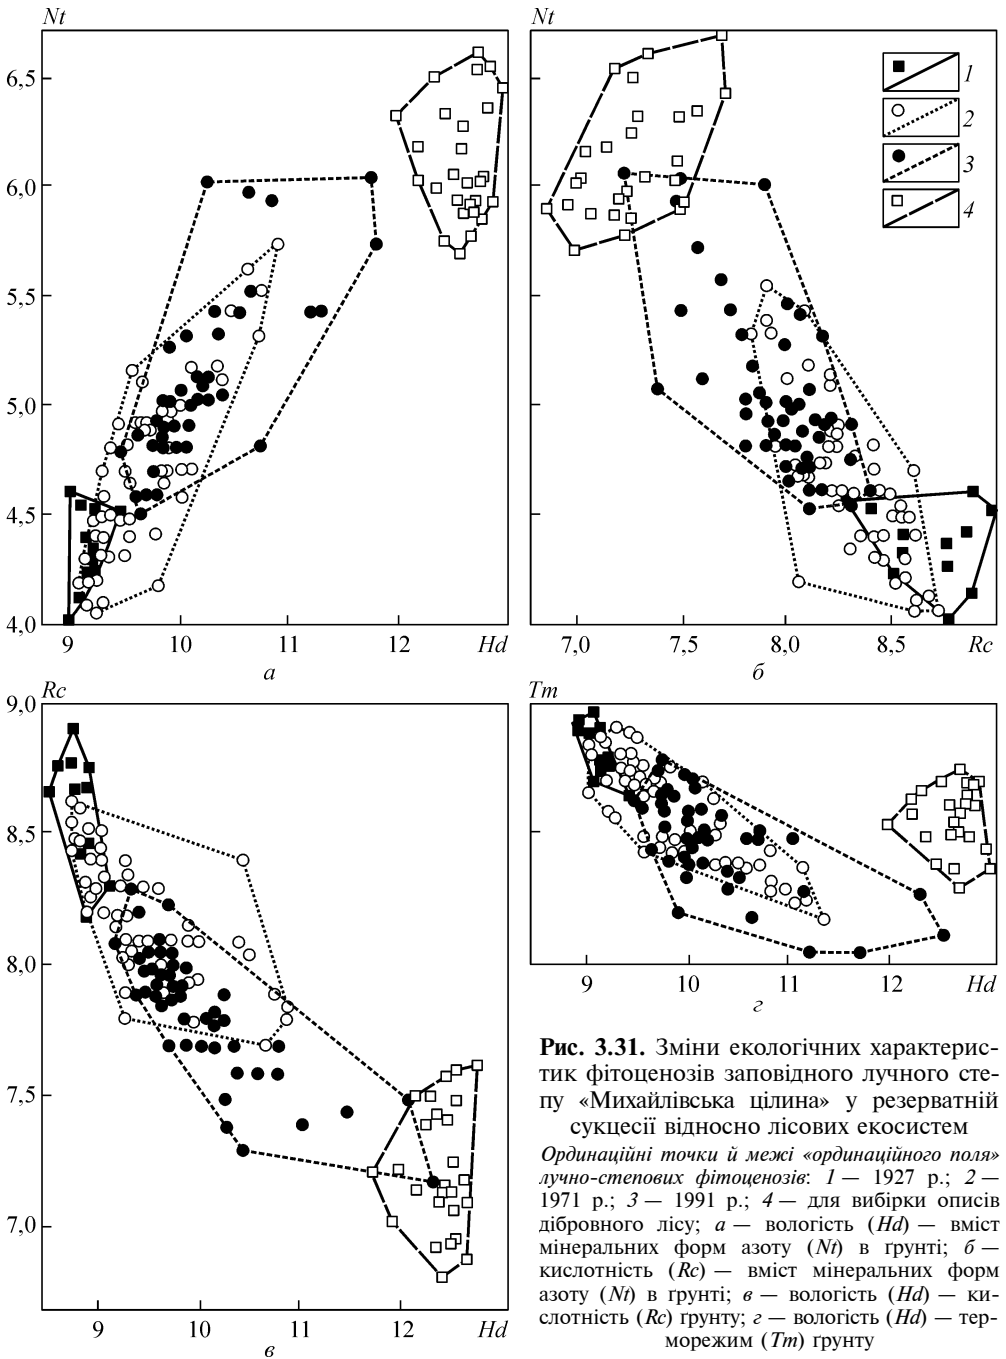 Nt
6,5
6,0
5,5
5,0
4,5
4,0
9 10 11 12 Hd
а
Nt
1
2
3
4
7,0 7,5 8,0 8,5 Rc
б
Rc
9,0
8,5
8,0
7,5
7,0
9 10 11 12 Hd
в
Tm
9 10 11 12 Hd
г
Рис. 3.31. Зміни екологічних характерис-
тик фітоценозів заповідного лучного сте-
пу «Михайлівська цілина» у резерватній
сукцесії відносно лісових екосистем
Ординаційні точки й межі «ординаційного поля»
лучно-степових фітоценозів: 1 — 1927 р.; 2 —
1971 р.; 3 — 1991 р.; 4 — для вибірки описів
дібровного лісу; а — вологість (Hd) — вміст
мінеральних форм азоту (Nt) в ґрунті; б —
кислотність (Rc) — вміст мінеральних форм
азоту (Nt) в ґрунті; в — вологість (Hd) — ки-
слотність (Rc) ґрунту; г — вологість (Hd) — тер-
морежим (Tm) ґрунту